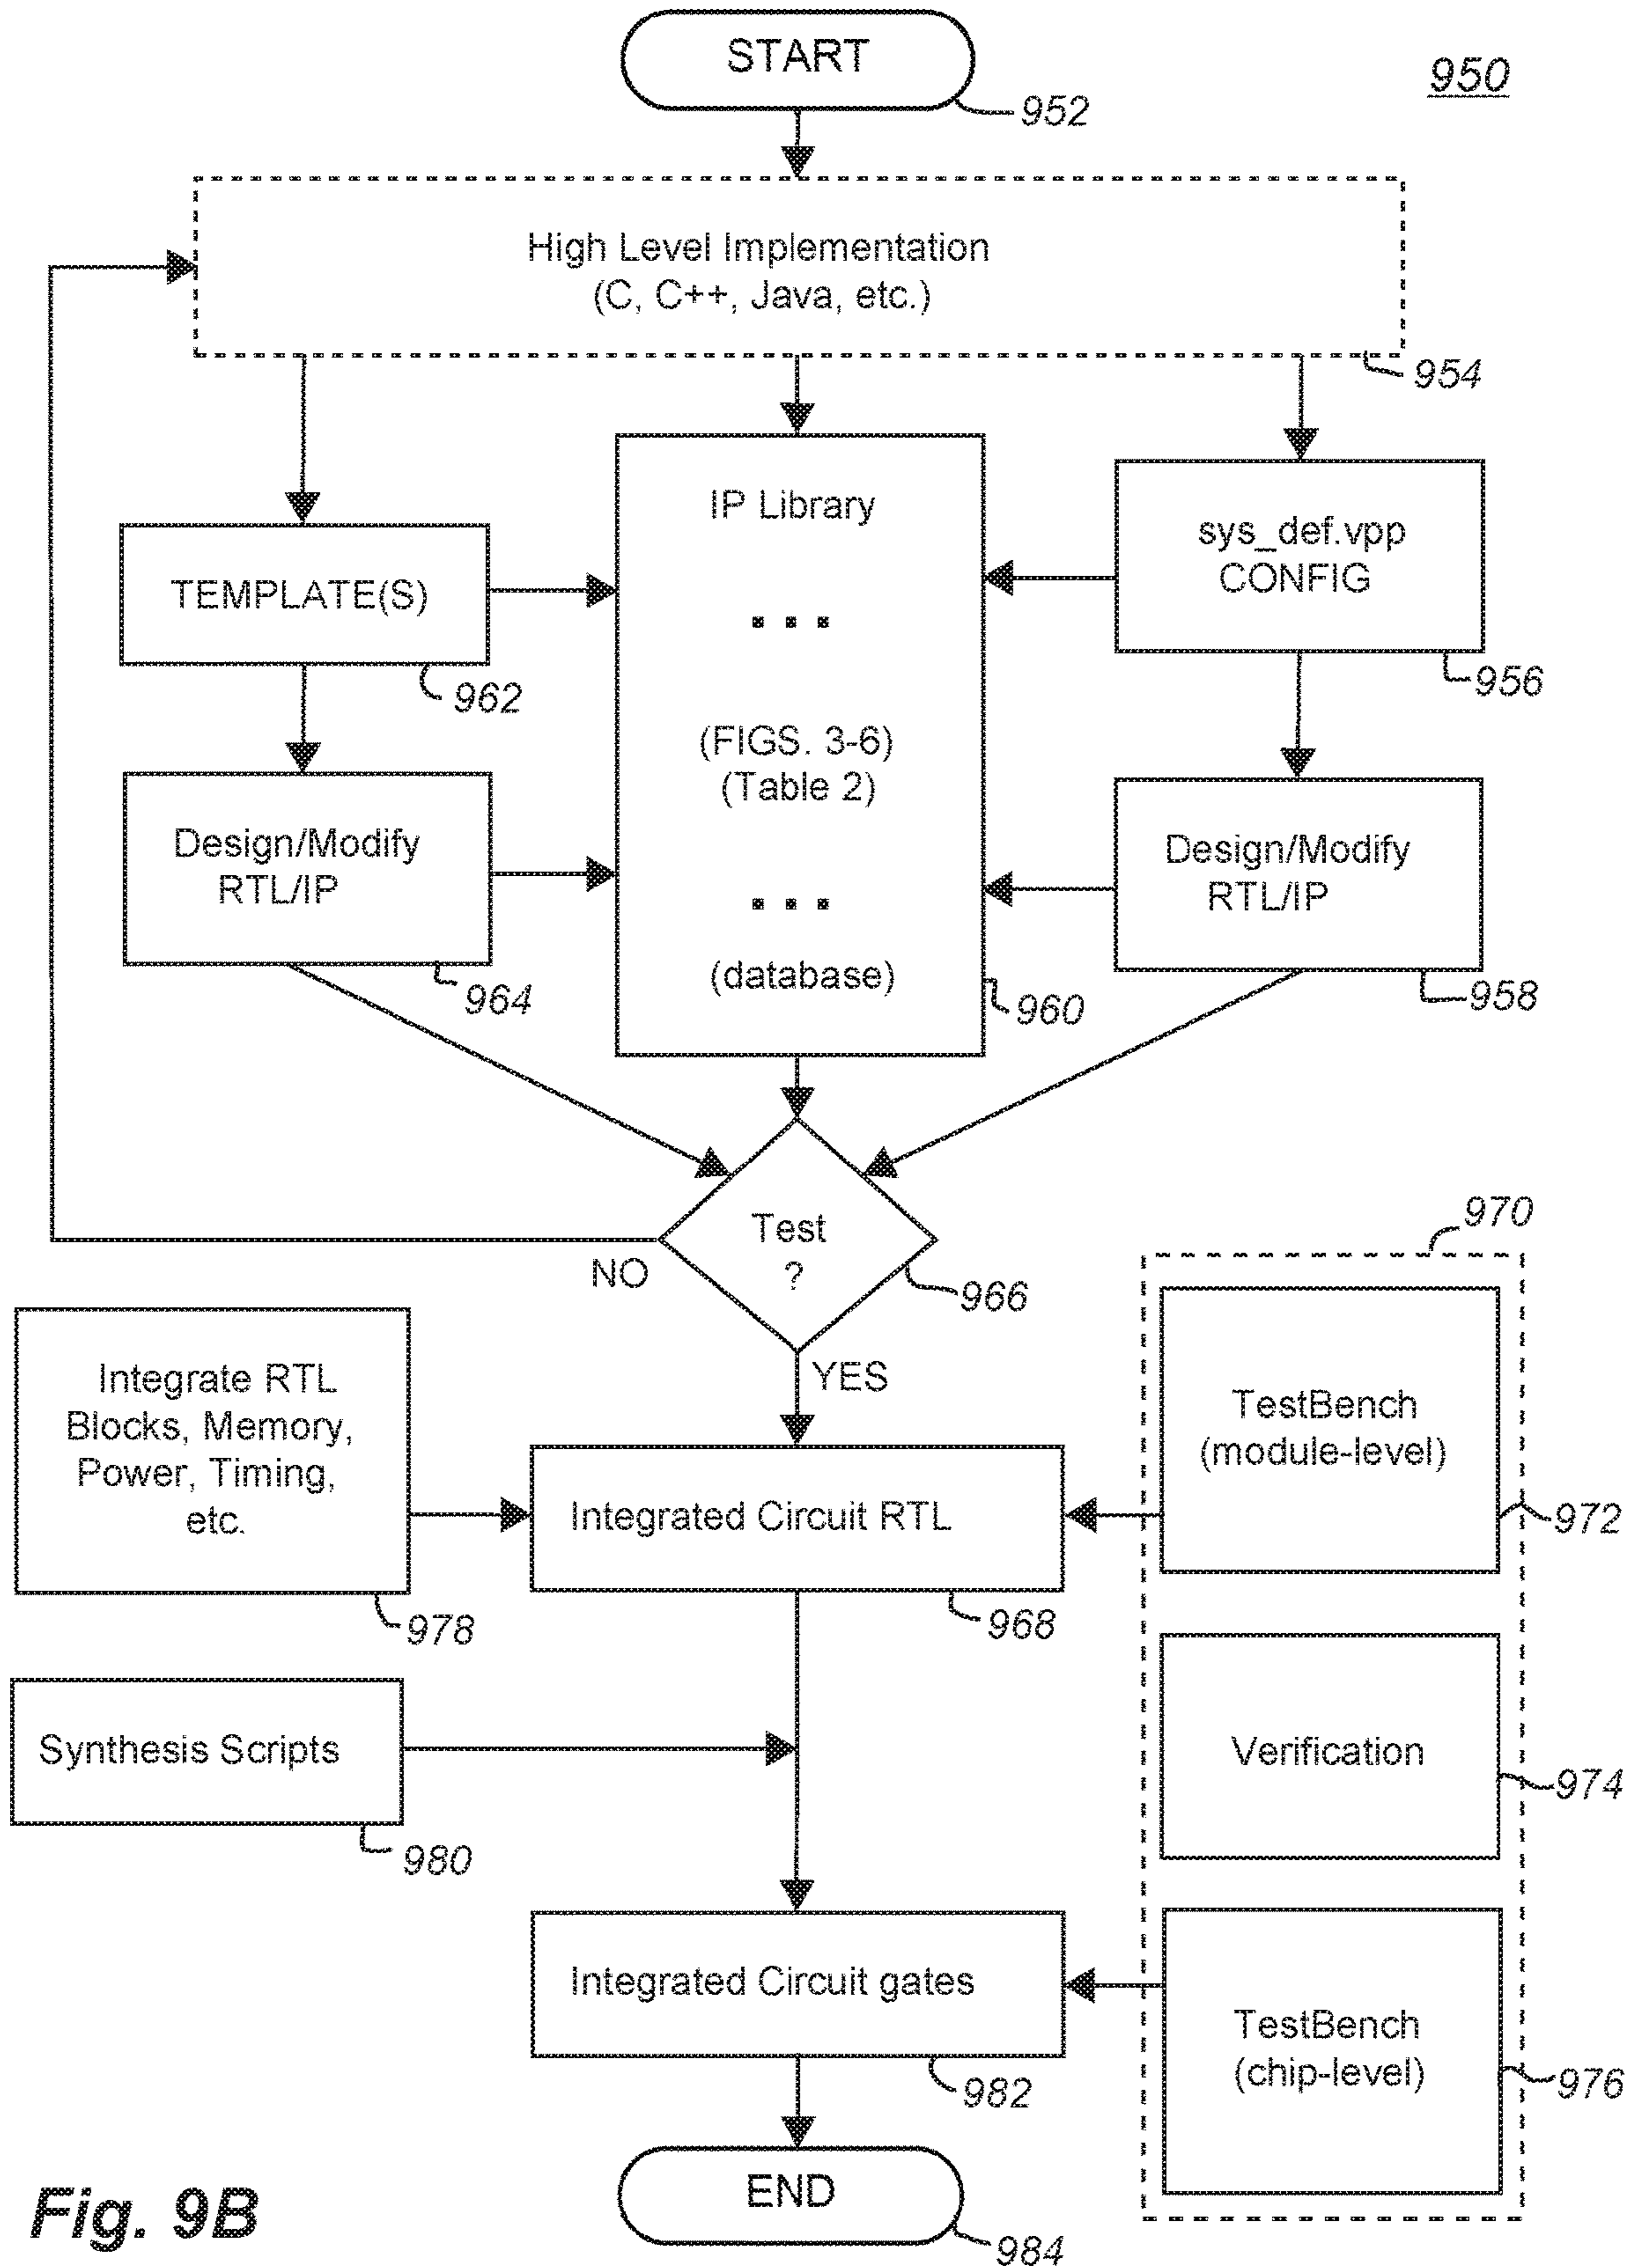 START
950
952
High Level Implementation
(C, C++, Java, etc.)
954
IP Library
sys_def.vpp
CONFIG
TEMPLATE(S)
...
956
962
(FIGS. 3-6)
(Table 2)
Design/Modify
RTL/IP
Design/Modify
RTL/IP
...
(database)
964
960
958
Test
?
NO
966
970
YES
Integrate RTL
Blocks, Memory,
Power, Timing,
etc.
TestBench
(module-level)
Integrated Circuit RTL
972
978
968
Synthesis Scripts
Verification
974
980
Integrated Circuit gates
TestBench
(chip-level)
982
976
END
984
Fig. 9B